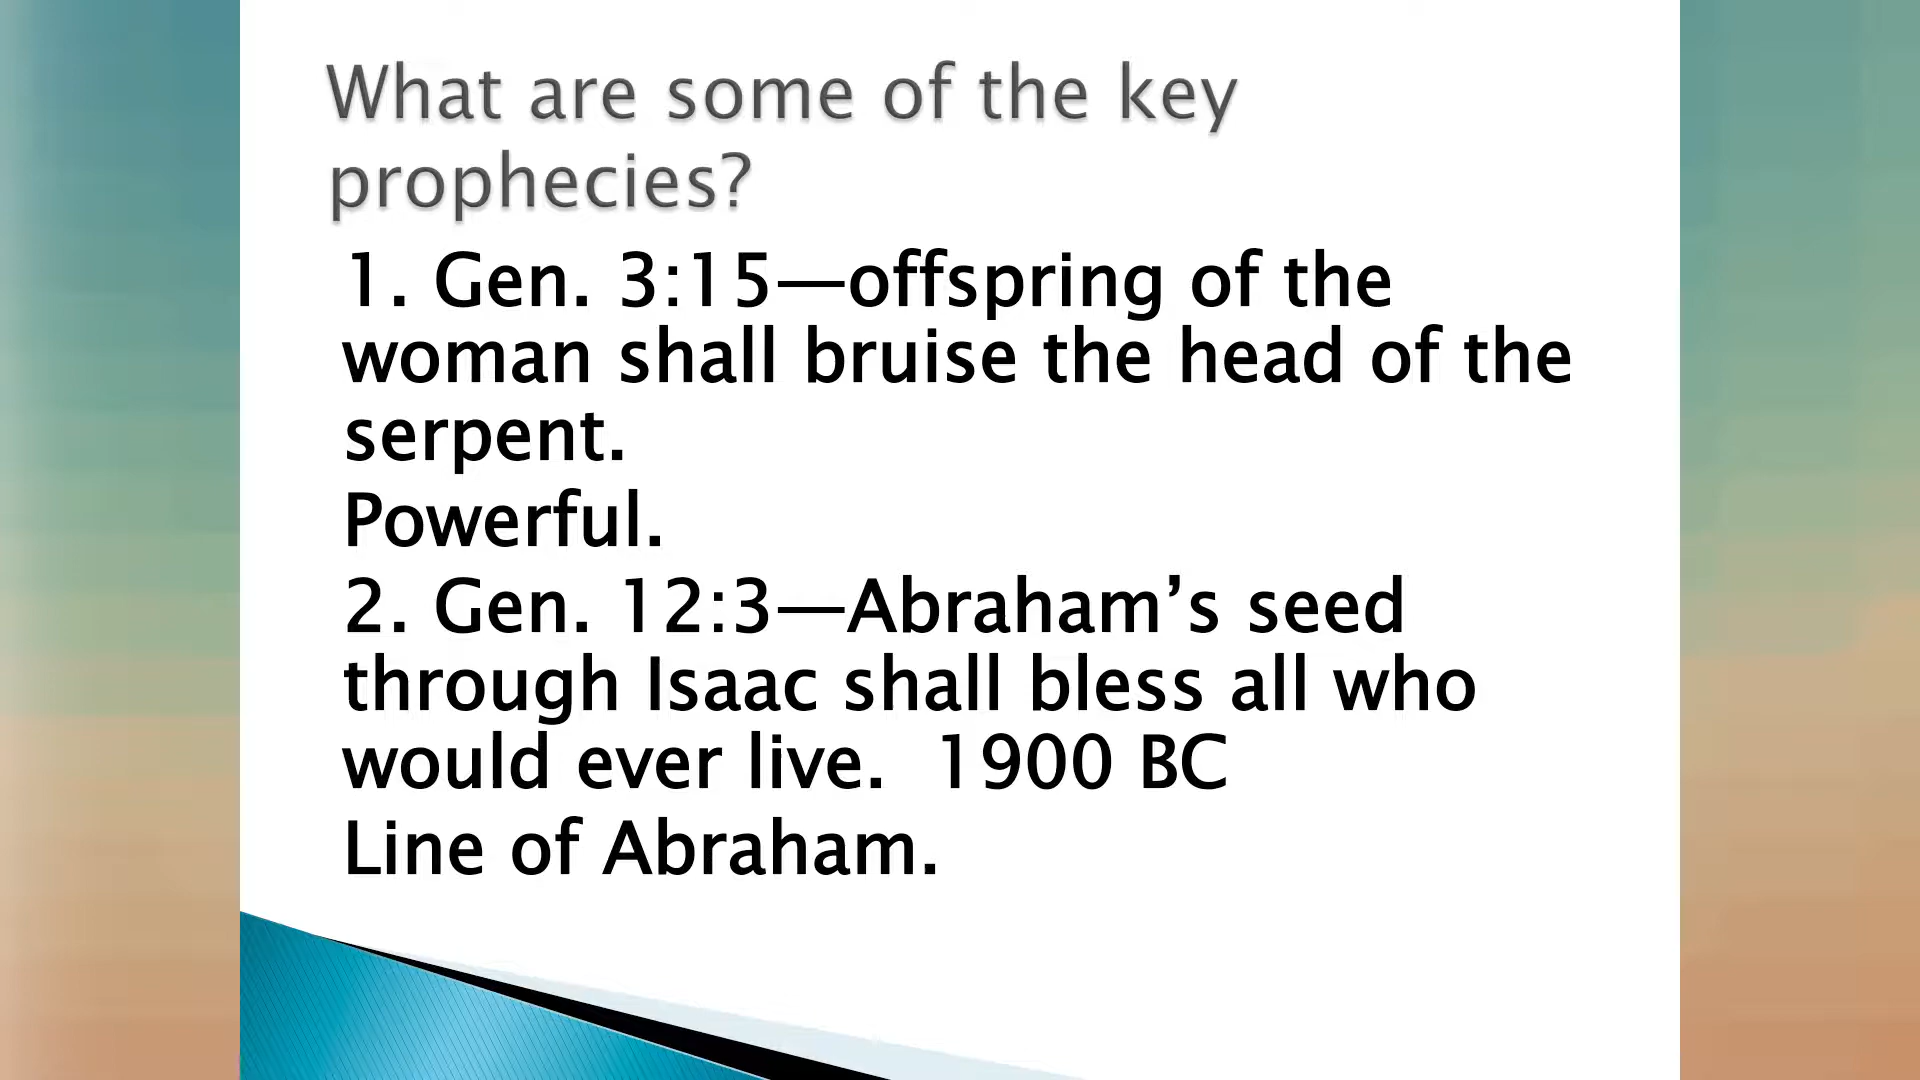 What are some of the key
prophecies?
1. Gen. 3:15—offspring of the
woman shall bruise the head of the
serpent.
Powerful.
2. Gen. 12:3—Abraham’s seed
through Isaac shall bless all who
would ever live.  1900 BC
Line of Abraham.